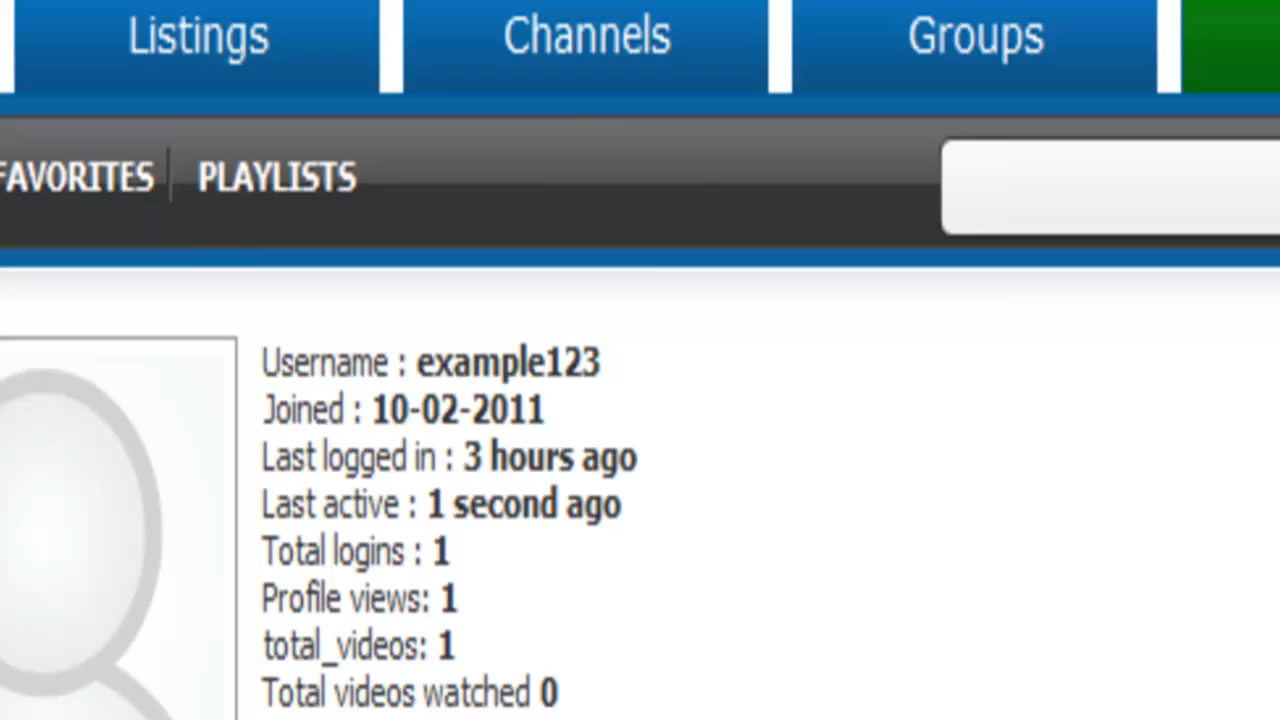 Listings Channels Groups
FAVORITES PLAYLISTS
Username : example123
Joined : 10-02-2011
Last logged in : 3 hours ago
Last active : 1 second ago
Total logins : 1
Profile views: 1
total_videos: 1
Total videos watched 0